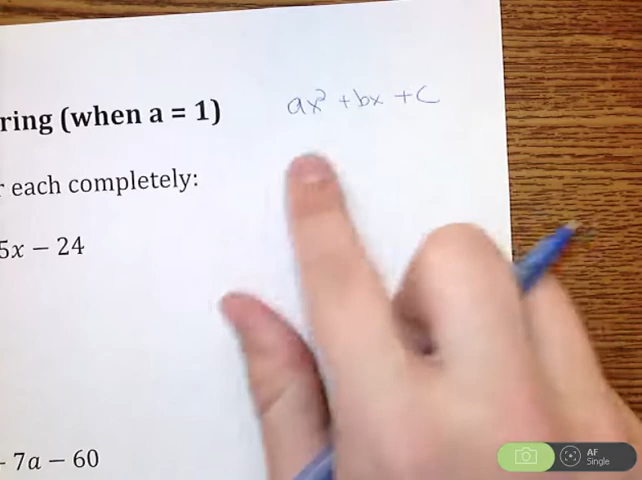 ring (when a = 1)
ax² + bx + c
each completely:
5x − 24
- 7a − 60
AF
Single